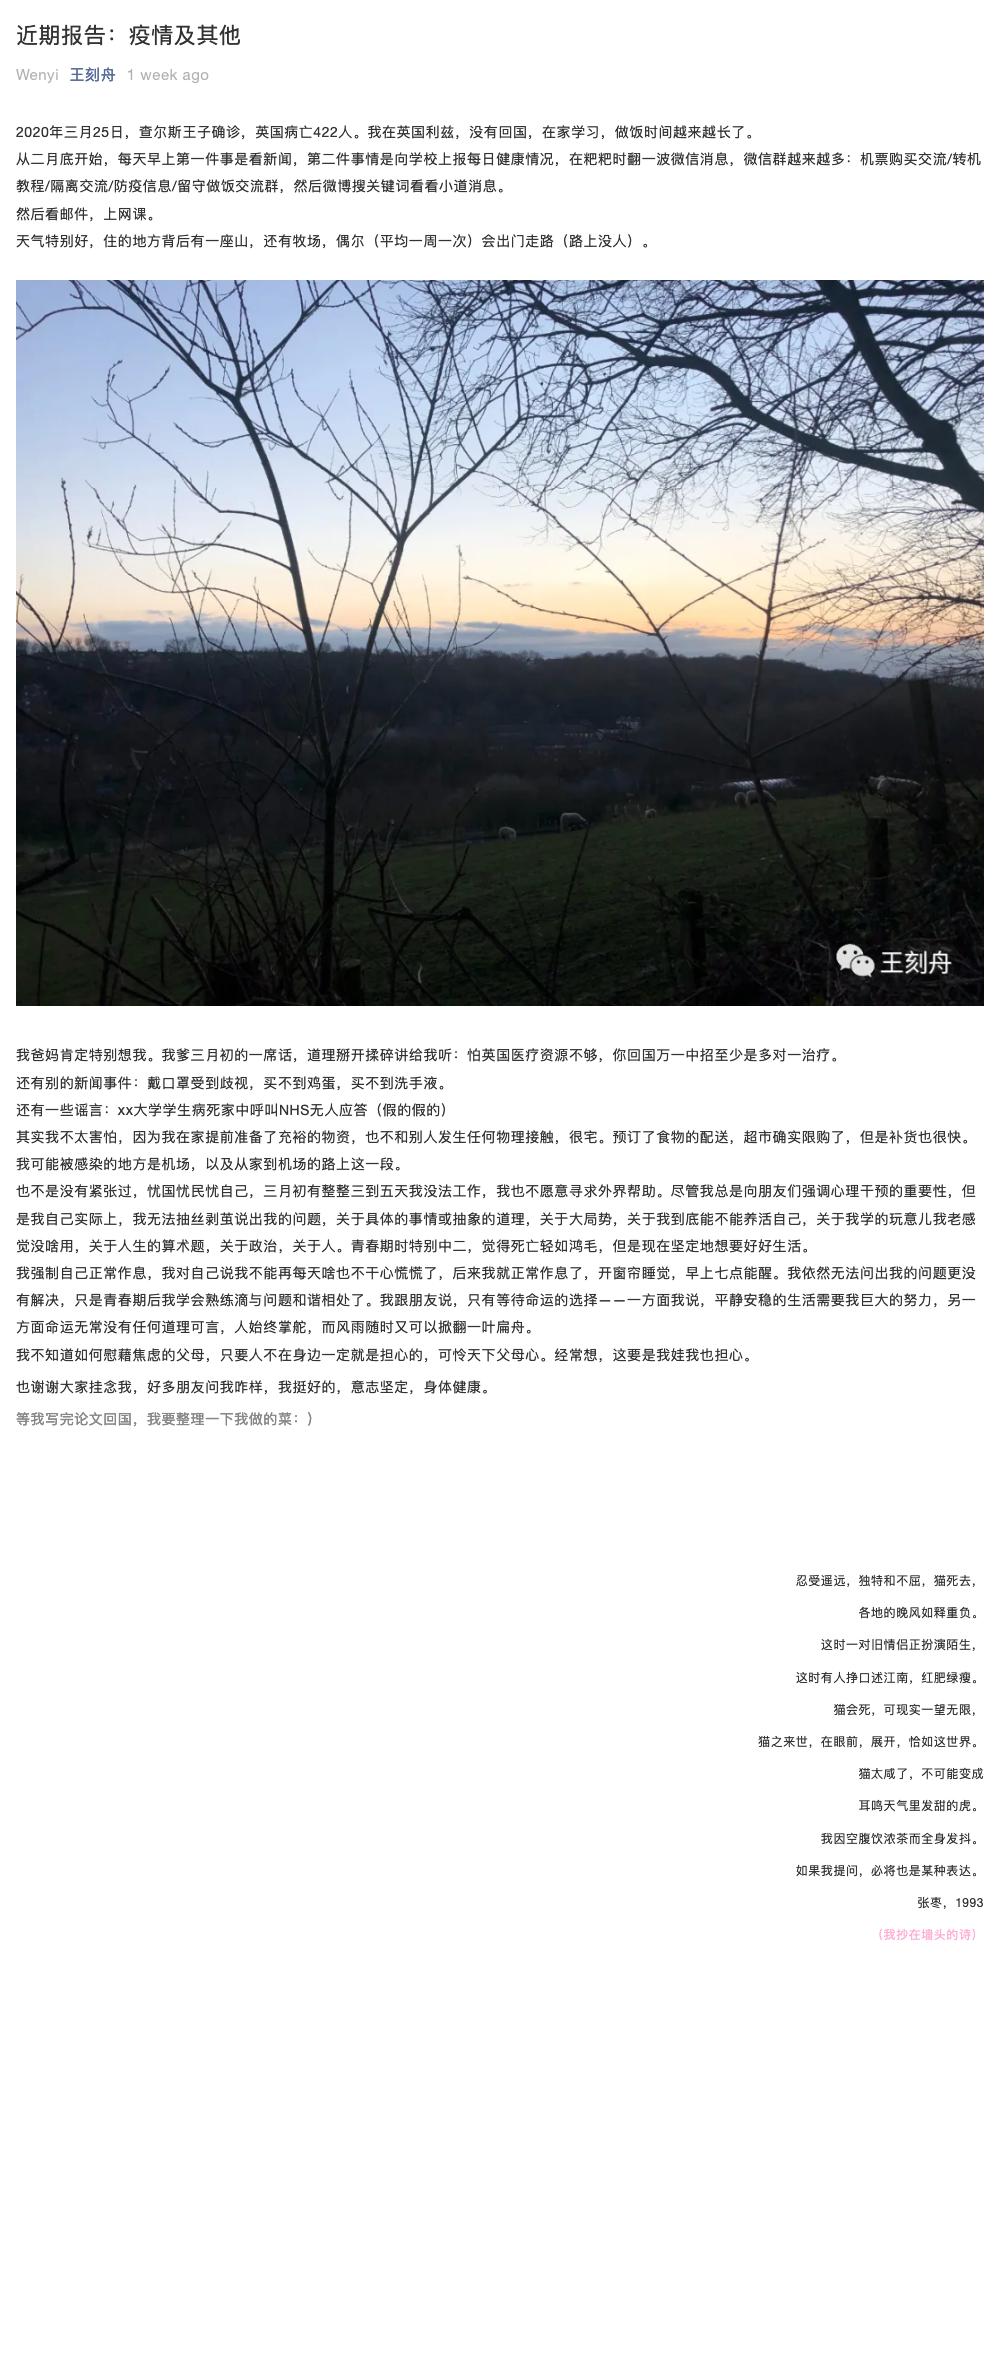 近期报告：疫情及其他
Wenyi 王刻舟 1 week ago
2020年三月25日，查尔斯王子确诊，英国病亡422人。我在英国利兹，没有回国，在家学习，做饭时间越来越长了。
从二月底开始，每天早上第一件事是看新闻，第二件事情是向学校上报每日健康情况，在粑粑时翻一波微信消息，微信群越来越多：机票购买交流/转机
教程/隔离交流/防疫信息/留守做饭交流群，然后微博搜关键词看看小道消息。
然后看邮件，上网课。
天气特别好，住的地方背后有一座山，还有牧场，偶尔（平均一周一次）会出门走路（路上没人）。
王刻舟
我爸妈肯定特别想我。我爹三月初的一席话，道理掰开揉碎讲给我听：怕英国医疗资源不够，你回国万一中招至少是多对一治疗。
还有别的新闻事件：戴口罩受到歧视，买不到鸡蛋，买不到洗手液。
还有一些谣言：xx大学学生病死家中呼叫NHS无人应答（假的假的）
其实我不太害怕，因为我在家提前准备了充裕的物资，也不和别人发生任何物理接触，很宅。预订了食物的配送，超市确实限购了，但是补货也很快。
我可能被感染的地方是机场，以及从家到机场的路上这一段。
也不是没有紧张过，忧国忧民忧自己，三月初有整整三到五天我没法工作，我也不愿意寻求外界帮助。尽管我总是向朋友们强调心理干预的重要性，但
是我自己实际上，我无法抽丝剥茧说出我的问题，关于具体的事情或抽象的道理，关于大局势，关于我到底能不能养活自己，关于我学的玩意儿我老感
觉没啥用，关于人生的算术题，关于政治，关于人。青春期时特别中二，觉得死亡轻如鸿毛，但是现在坚定地想要好好生活。
我强制自己正常作息，我对自己说我不能再每天啥也不干心慌慌了，后来我就正常作息了，开窗帘睡觉，早上七点能醒。我依然无法问出我的问题更没
有解决，只是青春期后我学会熟练滴与问题和谐相处了。我跟朋友说，只有等待命运的选择——一方面我说，平静安稳的生活需要我巨大的努力，另一
方面命运无常没有任何道理可言，人始终掌舵，而风雨随时又可以掀翻一叶扁舟。
我不知道如何慰藉焦虑的父母，只要人不在身边一定就是担心的，可怜天下父母心。经常想，这要是我娃我也担心。
也谢谢大家挂念我，好多朋友问我咋样，我挺好的，意志坚定，身体健康。
等我写完论文回国，我要整理一下我做的菜：）
忍受遥远，独特和不屈，猫死去，
各地的晚风如释重负。
这时一对旧情侣正扮演陌生，
这时有人挣口述江南，红肥绿瘦。
猫会死，可现实一望无限，
猫之来世，在眼前，展开，恰如这世界。
猫太咸了，不可能变成
耳鸣天气里发甜的虎。
我因空腹饮浓茶而全身发抖。
如果我提问，必将也是某种表达。
张枣，1993
（我抄在墙头的诗）